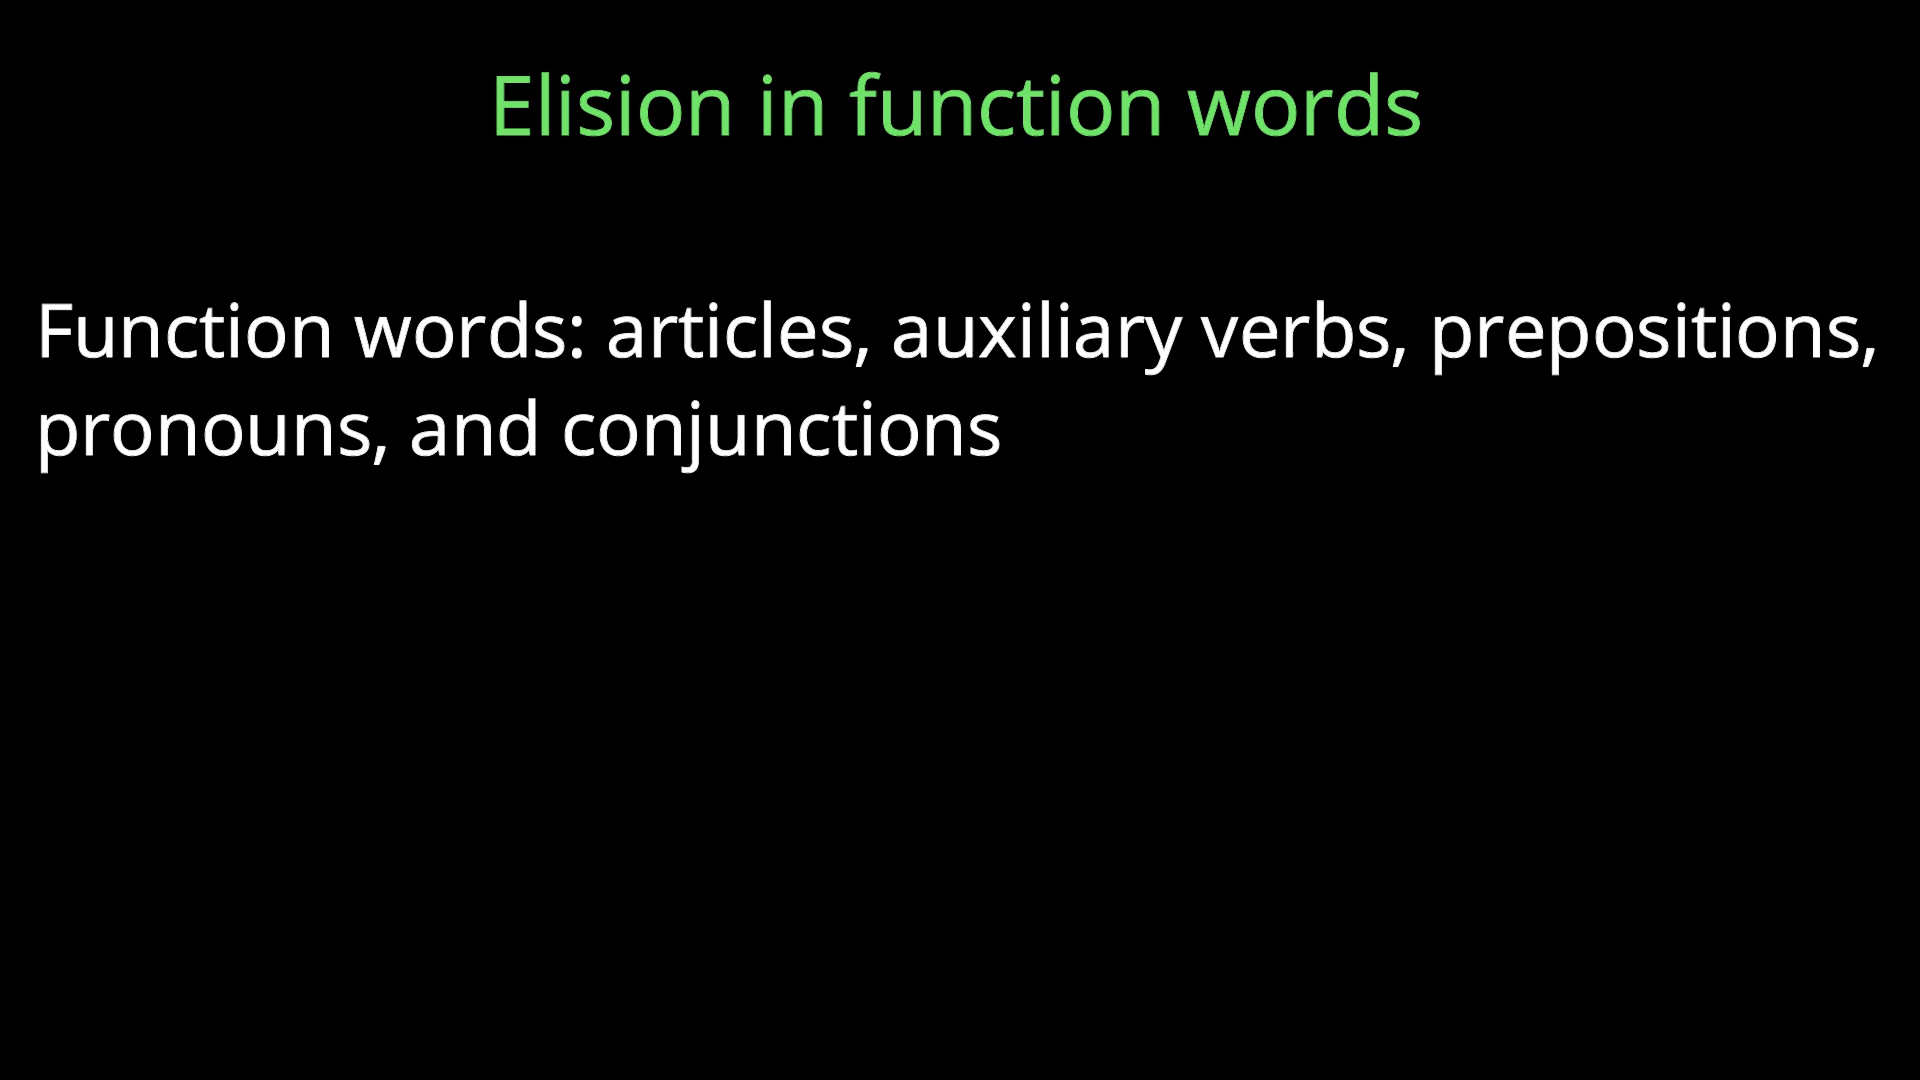 Elision in function words
Function words: articles, auxiliary verbs, prepositions,
pronouns, and conjunctions